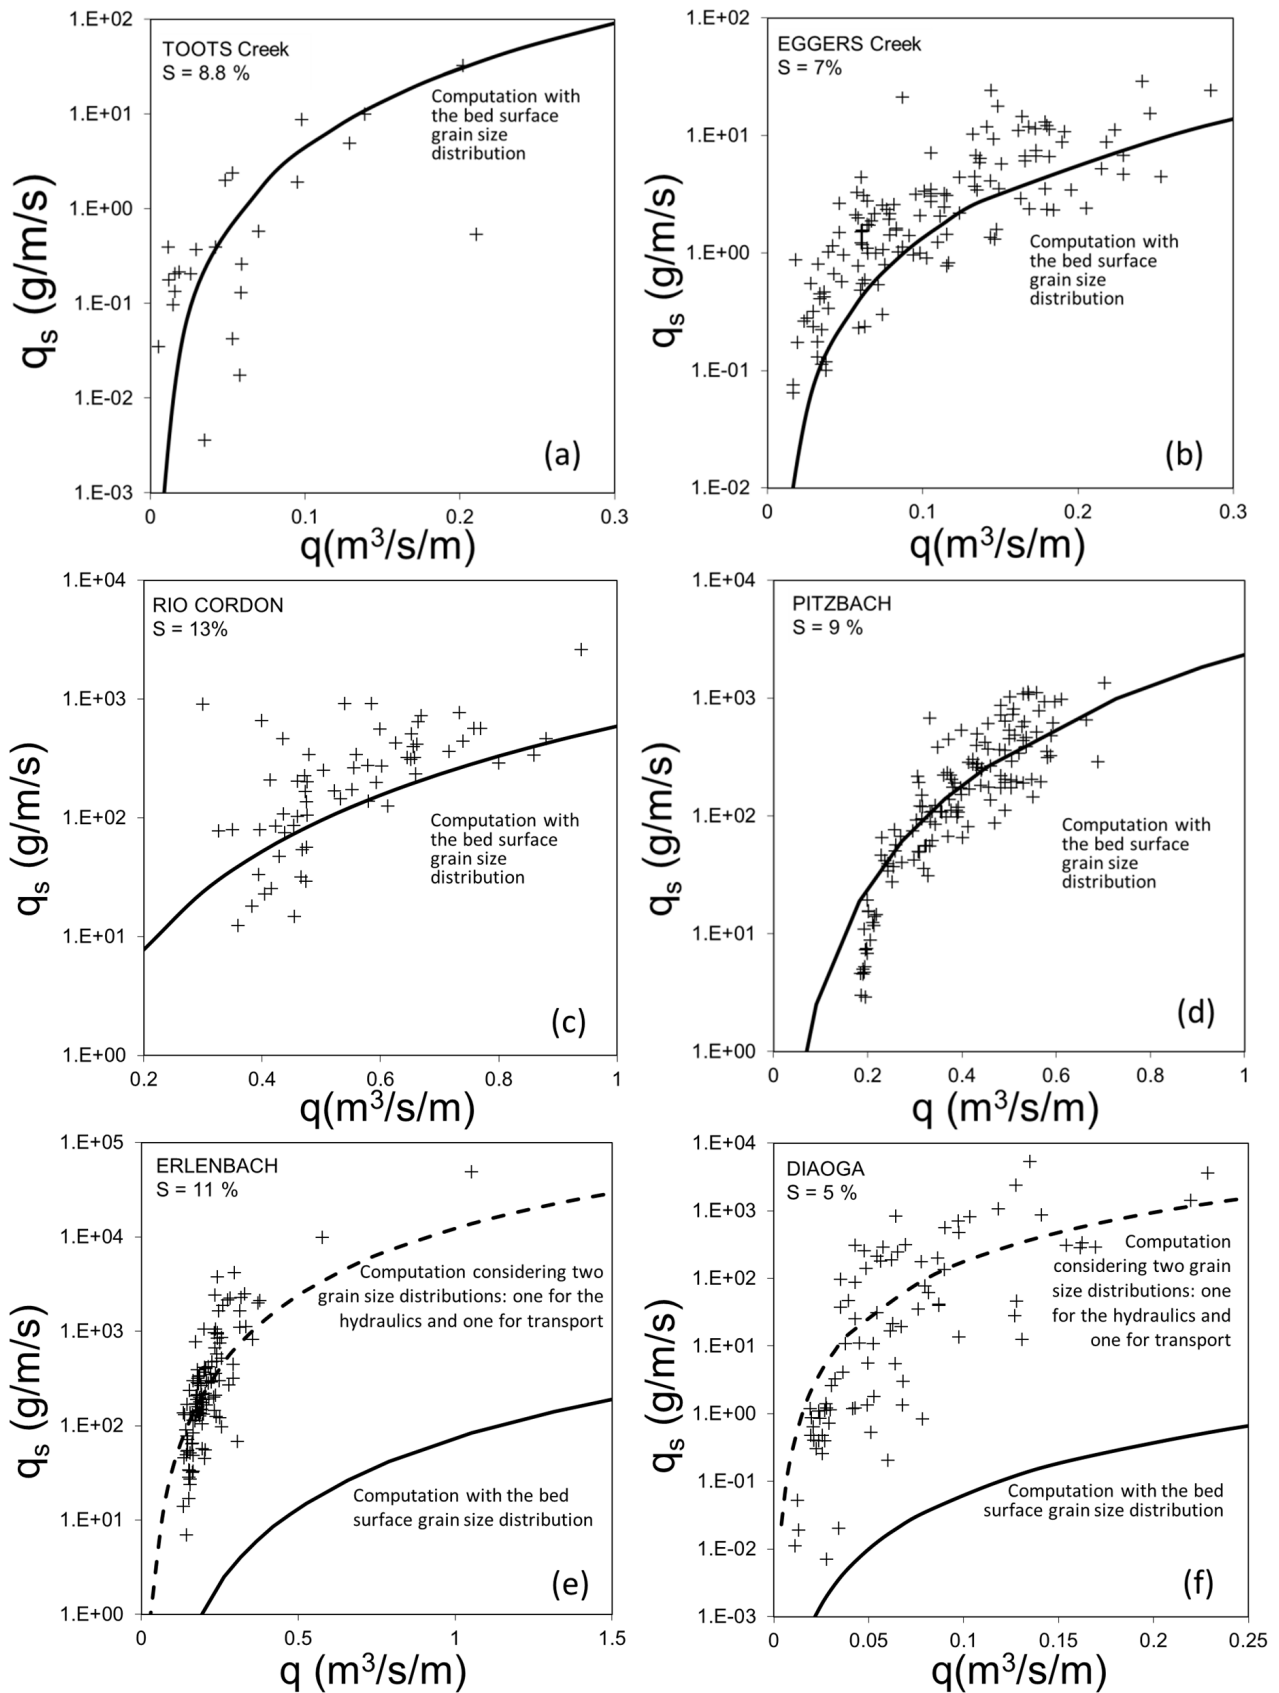 TOOTS Creek
S = 8.8 %
Computation with
the bed surface
grain size
distribution
(a)
1.E+02
1.E+01
1.E+00
1.E-01
1.E-02
1.E-03
0 0.1 0.2 0.3
qs (g/m/s)
q(m³/s/m)
EGGERS Creek
S = 7%
Computation with
the bed surface
grain size
distribution
(b)
1.E+02
1.E+01
1.E+00
1.E-01
1.E-02
0 0.1 0.2 0.3
qs (g/m/s)
q(m³/s/m)
RIO CORDON
S = 13%
Computation with
the bed surface
grain size
distribution
(c)
1.E+04
1.E+03
1.E+02
1.E+01
1.E+00
0.2 0.4 0.6 0.8 1
qs (g/m/s)
q(m³/s/m)
PITZBACH
S = 9 %
Computation with
the bed surface
grain size
distribution
(d)
1.E+04
1.E+03
1.E+02
1.E+01
1.E+00
0 0.2 0.4 0.6 0.8 1
qs (g/m/s)
q (m³/s/m)
ERLENBACH
S = 11 %
Computation considering two
grain size distributions: one for the
hydraulics and one for transport
Computation with the bed
surface grain size distribution
(e)
1.E+05
1.E+04
1.E+03
1.E+02
1.E+01
1.E+00
0 0.5 1 1.5
qs (g/m/s)
q (m³/s/m)
DIAOGA
S = 5 %
Computation
considering two grain
size distributions: one
for the hydraulics and
one for transport
Computation with the bed
surface grain size distribution
(f)
1.E+04
1.E+03
1.E+02
1.E+01
1.E+00
1.E-01
1.E-02
1.E-03
0 0.05 0.1 0.15 0.2 0.25
qs (g/m/s)
q(m³/s/m)